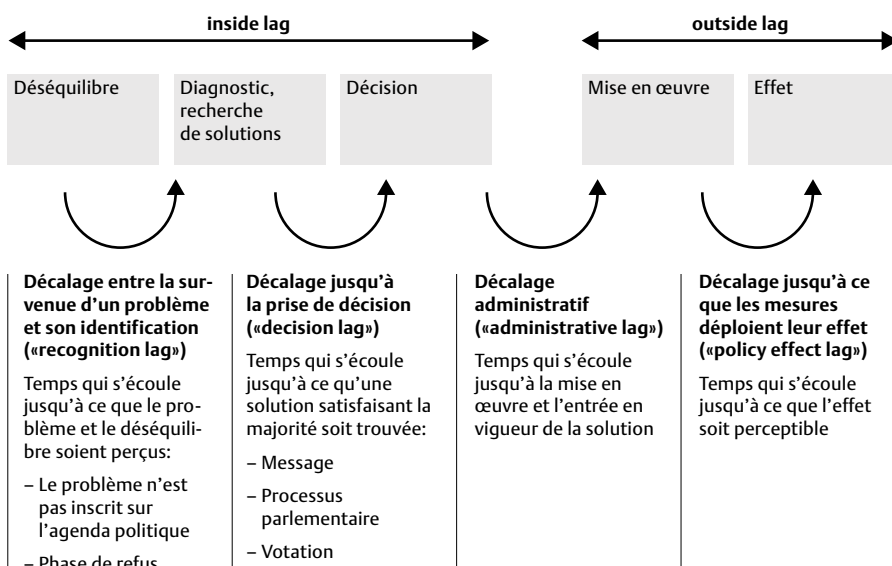 inside lag
outside lag
Déséquilibre
Diagnostic,
recherche
de solutions
Décision
Mise en œuvre
Effet
Décalage entre la sur-
venue d’un problème
et son identification
(«recognition lag»)
Temps qui s’écoule
jusqu’à ce que le pro-
blème et le déséquili-
bre soient perçus:
– Le problème n’est
pas inscrit sur
l’agenda politique
– Phase de refus
Décalage jusqu’à
la prise de décision
(«decision lag»)
Temps qui s’écoule
jusqu’à ce qu’une
solution satisfaisant la
majorité soit trouvée:
– Message
– Processus
parlementaire
– Votation
Décalage
administratif
(«administrative lag»)
Temps qui s’écoule
jusqu’à la mise en
œuvre et l’entrée en
vigueur de la solution
Décalage jusqu’à ce
que les mesures
déploient leur effet
(«policy effect lag»)
Temps qui s’écoule
jusqu’à ce que l’effet
soit perceptible